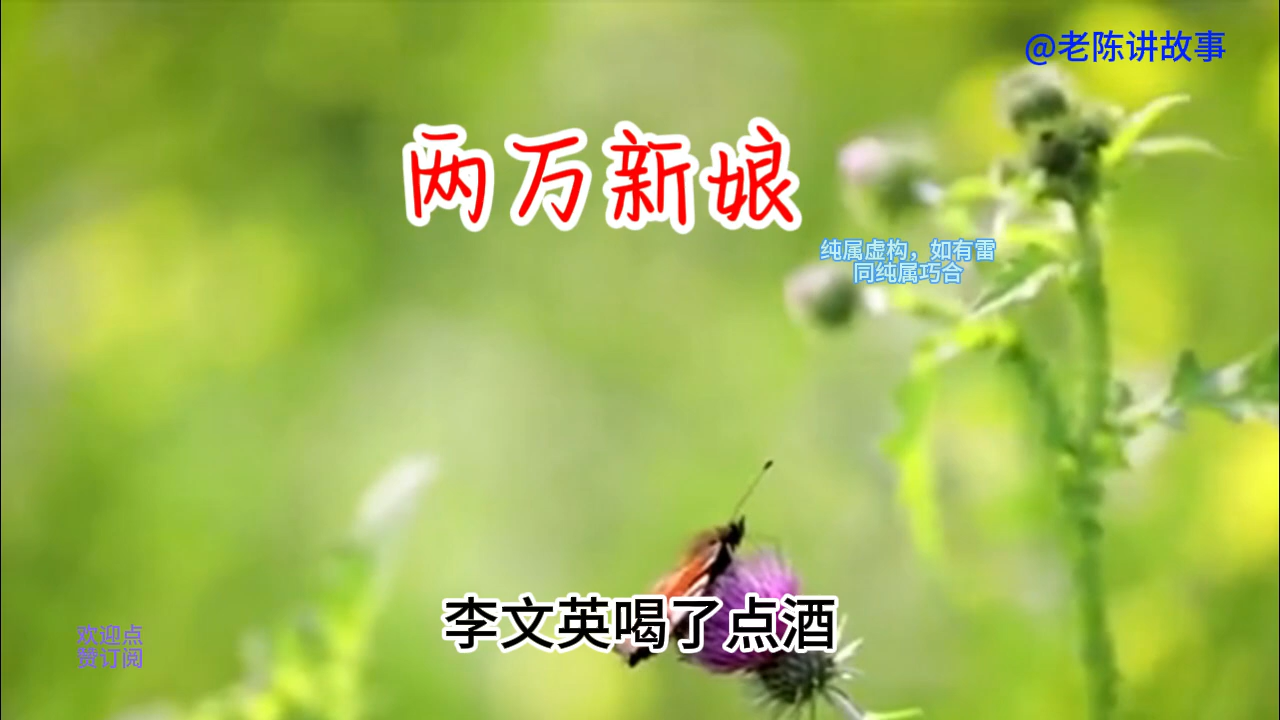 @老陈讲故事
两万新娘
纯属虚构，如有雷
同纯属巧合
李文英喝了点酒
欢迎点
赞订阅